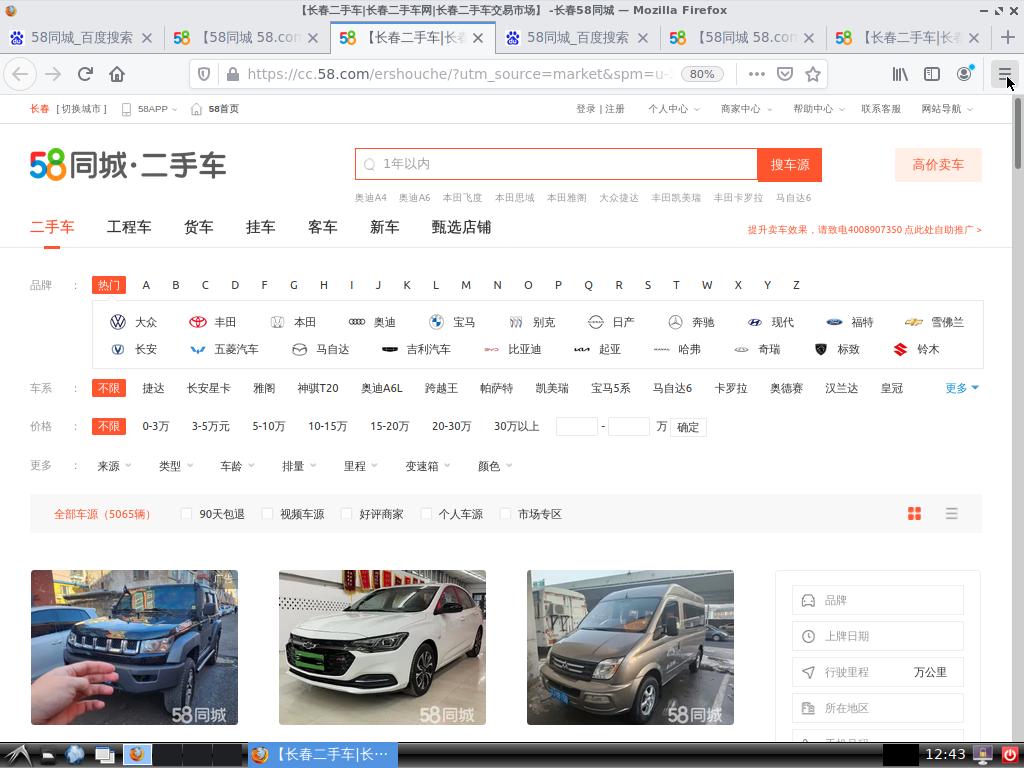 【长春二手车|长春二手车网|长春二手车交易市场】 -长春58同城 — Mozilla Firefox
58同城_百度搜索 【58同城 58.com 【长春二手车|长春 58同城_百度搜索 【58同城 58.com 【长春二手车|长春
https://cc.58.com/ershouche/?utm_source=market&spm=u- 80%
长春 [ 切换城市 ] 58APP 58首页 登录 | 注册 个人中心 商家中心 帮助中心 联系客服 网站导航
58同城·二手车 1年以内 搜车源 高价卖车
奥迪A4 奥迪A6 本田飞度 本田思域 本田雅阁 大众捷达 丰田凯美瑞 丰田卡罗拉 马自达6
二手车 工程车 货车 挂车 客车 新车 甄选店铺 提升卖车效果，请致电4008907350 点此处自助推广 >
品牌 : 热门 A B C D F G H I J K L M N O P Q R S T W X Y Z
大众 丰田 本田 奥迪 宝马 别克 日产 奔驰 现代 福特 雪佛兰
长安 五菱汽车 马自达 吉利汽车 比亚迪 起亚 哈弗 奇瑞 标致 铃木
车系 : 不限 捷达 长安星卡 雅阁 神骐T20 奥迪A6L 跨越王 帕萨特 凯美瑞 宝马5系 马自达6 卡罗拉 奥德赛 汉兰达 皇冠 更多
价格 : 不限 0-3万 3-5万元 5-10万 10-15万 15-20万 20-30万 30万以上 - 万 确定
更多 : 来源 类型 车龄 排量 里程 变速箱 颜色
全部车源（5065辆） 90天包退 视频车源 好评商家 个人车源 市场专区
广告
58同城 58同城 58同城
品牌
上牌日期
行驶里程 万公里
所在地区
【长春二手车|长⋯ 12:43